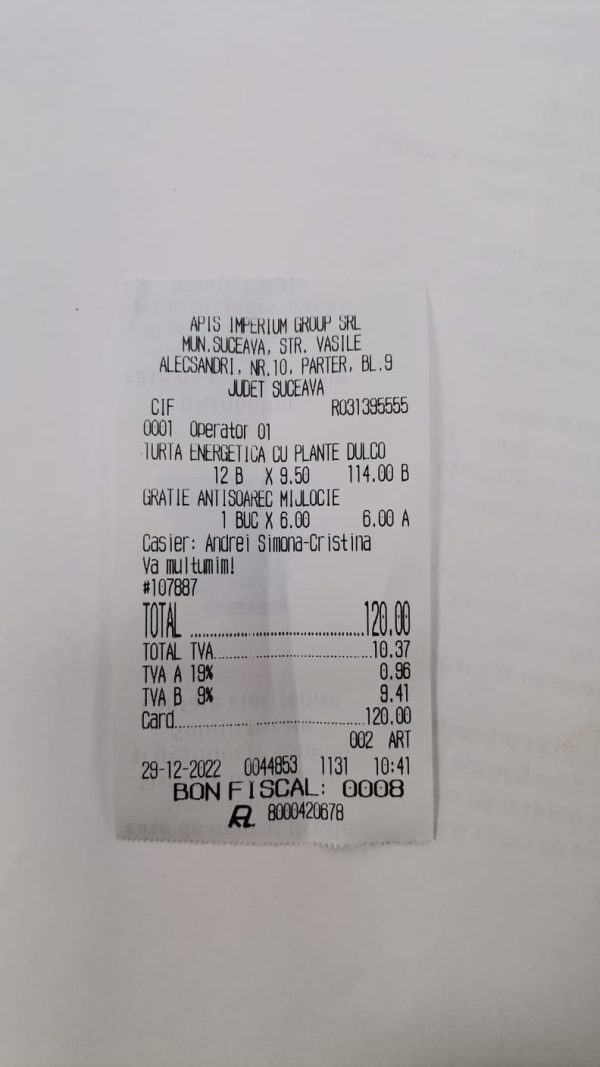 APIS IMPERIUM GROUP SRL
MUN.SUCEAVA, STR. VASILE
ALECSANDRI, NR.10, PARTER, BL.9
JUDET SUCEAVA
CIF RO31395555
0001 Operator 01
TURTA ENERGETICA CU PLANTE DULCO
12 B X 9.50 114.00 B
GRATIE ANTISOAREC MIJLOCIE
1 BUC X 6.00 6.00 A
Casier: Andrei Simona-Cristina
Va multumim!
#107887
TOTAL ........................120.00
TOTAL TVA........................10.37
TVA A 19% 0.96
TVA B 9% 9.41
Card........................120.00
002 ART
29-12-2022 0044853 1131 10:41
BON FISCAL: 0008
8000420678